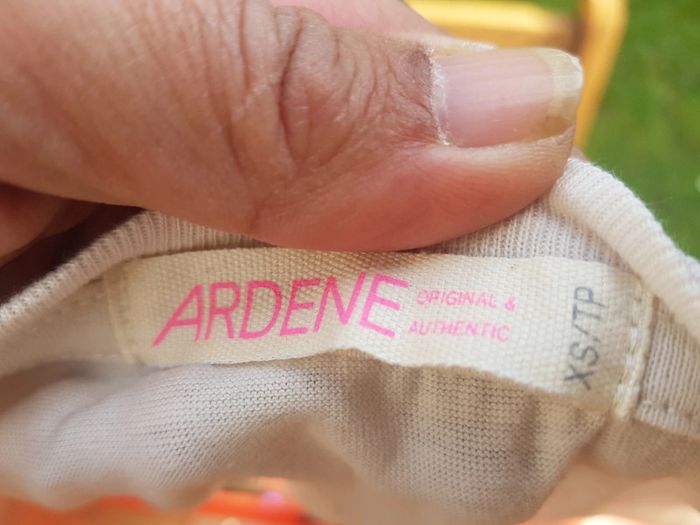 ARDENE
ORIGINAL &
AUTHENTIC
XS/TP